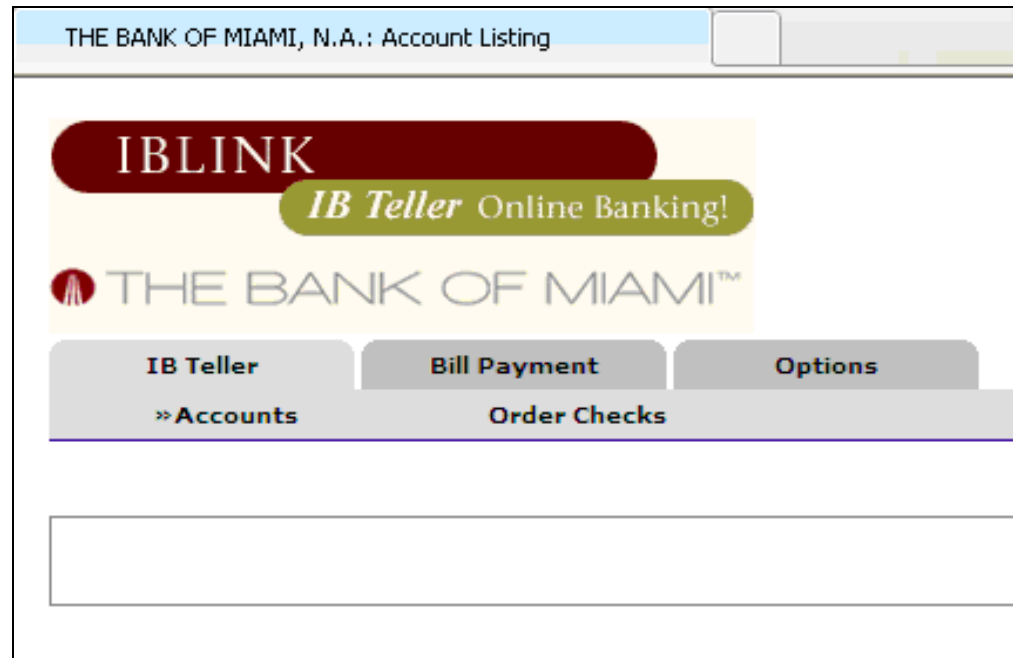 THE BANK OF MIAMI, N.A.: Account Listing
IBLINK
IB Teller Online Banking!
THE BANK OF MIAMI™
IB Teller Bill Payment Options
»Accounts Order Checks